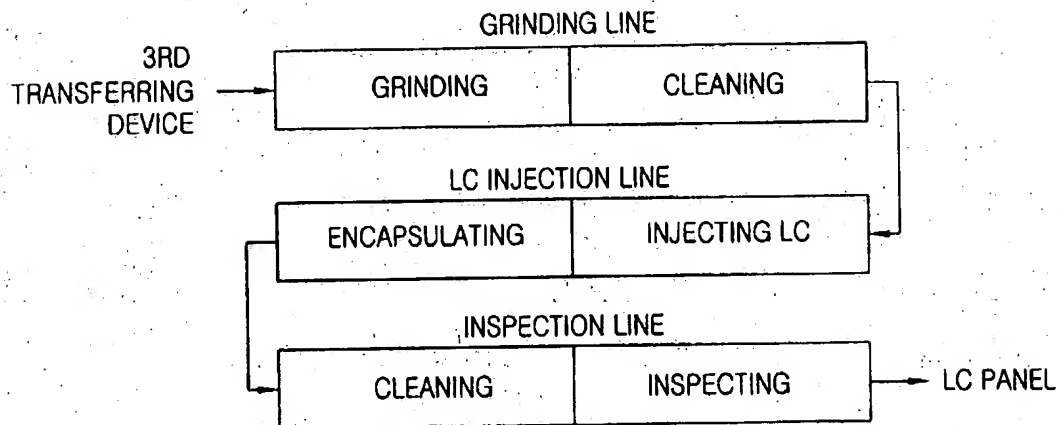 GRINDING LINE
3RD
TRANSFERRING
DEVICE
GRINDING
CLEANING
LC INJECTION LINE
ENCAPSULATING
INJECTING LC
INSPECTION LINE
CLEANING
INSPECTING
LC PANEL